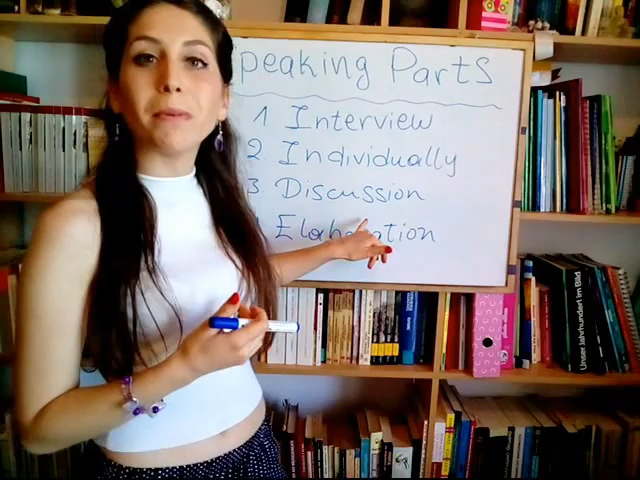 peaking Parts
1 Interview
2 Individually
3. Discussion
Elaboration
Unser Jahrhundert im Bild